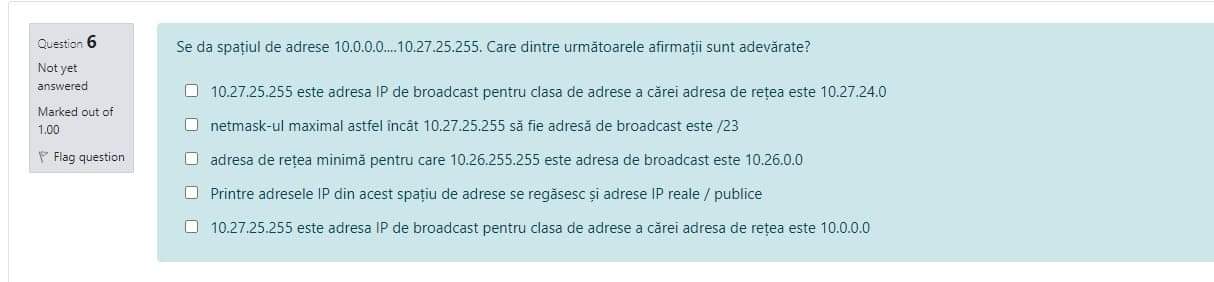 Question 6
Not yet
answered
Marked out of
1.00
Flag question
Se da spațiul de adrese 10.0.0.0....10.27.25.255. Care dintre următoarele afirmații sunt adevărate?
10.27.25.255 este adresa IP de broadcast pentru clasa de adrese a cărei adresa de rețea este 10.27.24.0
netmask-ul maximal astfel încât 10.27.25.255 să fie adresă de broadcast este /23
adresa de rețea minimă pentru care 10.26.255.255 este adresa de broadcast este 10.26.0.0
Printre adresele IP din acest spațiu de adrese se regăsesc și adrese IP reale / publice
10.27.25.255 este adresa IP de broadcast pentru clasa de adrese a cărei adresa de rețea este 10.0.0.0